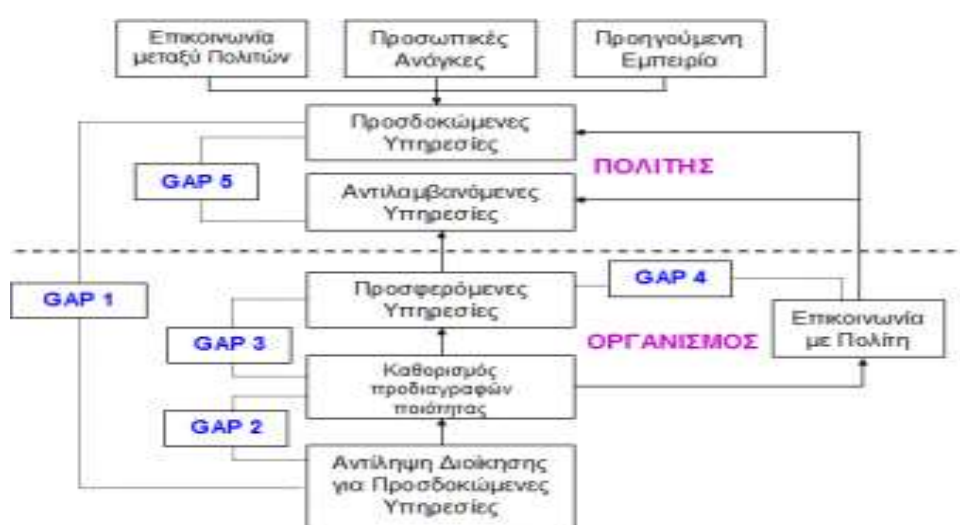 Επικοινωνία
μεταξύ Πολιτών
Προσωπικές
Ανάγκες
Προηγούμενη
Εμπειρία
Προσδοκώμενες
Υπηρεσίες
GAP 5
ΠΟΛΙΤΗΣ
Αντιλαμβανόμενες
Υπηρεσίες
GAP 1
Προσφερόμενες
Υπηρεσίες
GAP 4
GAP 3
ΟΡΓΑΝΙΣΜΟΣ
Επικοινωνία
με Πολίτη
Καθορισμός
προδιαγραφών
ποιότητας
GAP 2
Αντίληψη Διοίκησης
για Προσδοκώμενες
Υπηρεσίες